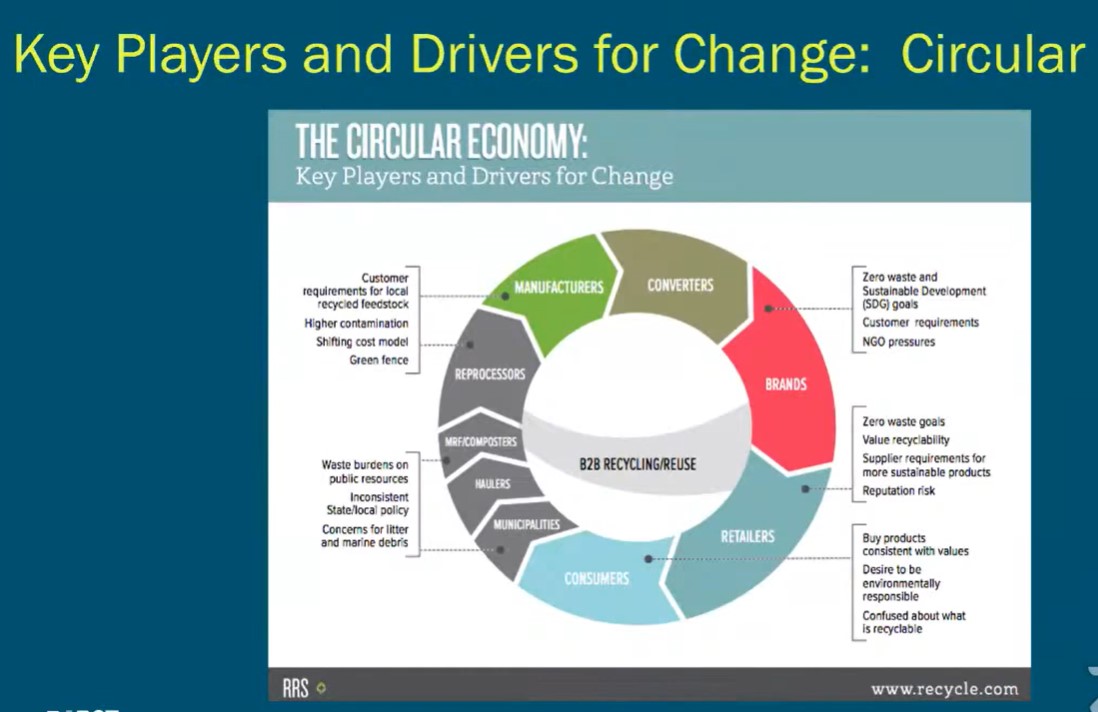 Key Players and Drivers for Change: Circular
THE CIRCULAR ECONOMY:
Key Players and Drivers for Change
Customer
requirements for local
recycled feedstock
Higher contamination
Shifting cost model
Green fence
Waste burdens on
public resources
Inconsistent
State/local policy
Concerns for litter
and marine debris
MANUFACTURERS
CONVERTERS
BRANDS
RETAILERS
CONSUMERS
MUNICIPALITIES
HAULERS
MRF/COMPOSTERS
REPROCESSORS
B2B RECYCLING/REUSE
Zero waste and
Sustainable Development
(SDG) goals
Customer requirements
NGO pressures
Zero waste goals
Value recyclability
Supplier requirements for
more sustainable products
Reputation risk
Buy products
consistent with values
Desire to be
environmentally
responsible
Confused about what
is recyclable
RRS
www.recycle.com